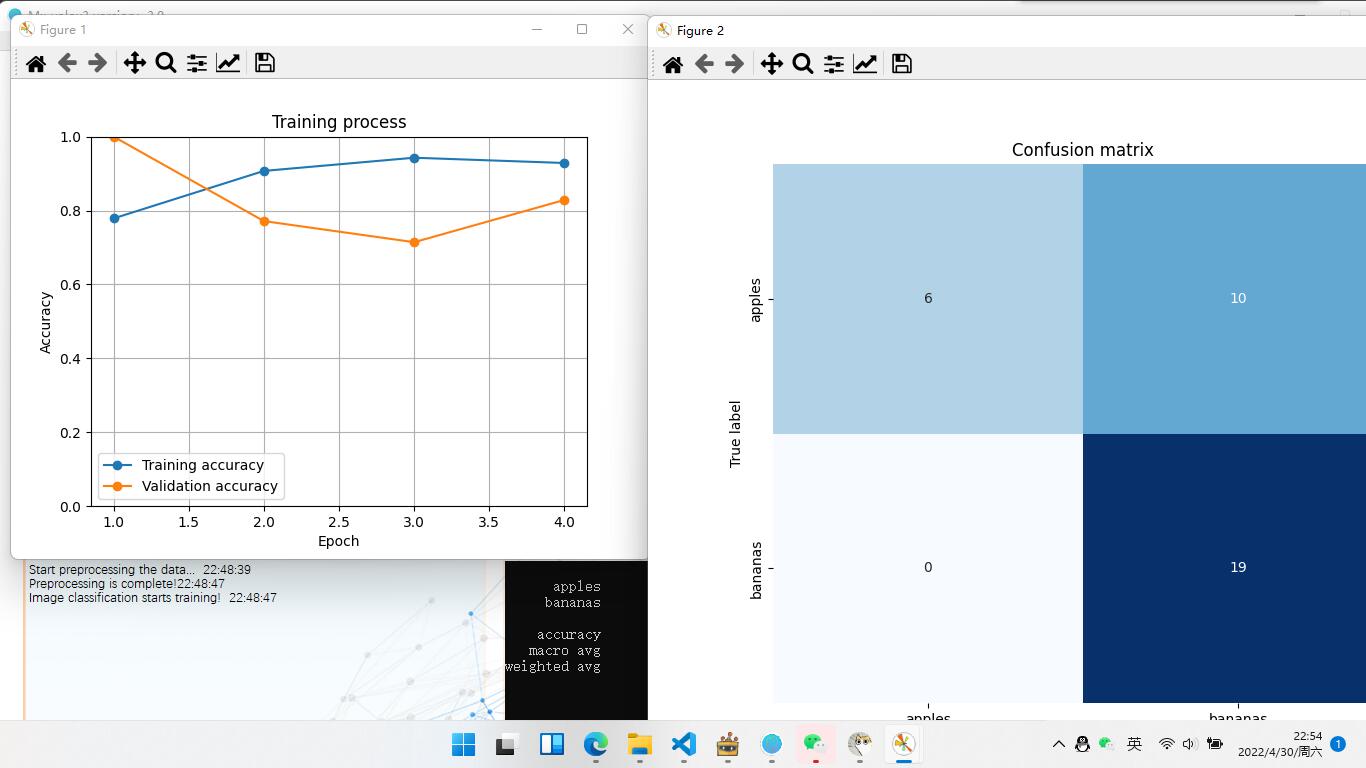 Figure 1
Training process
1.0
0.8
0.6
0.4
0.2
0.0
Accuracy
Training accuracy
Validation accuracy
1.0 1.5 2.0 2.5 3.0 3.5 4.0
Epoch
Figure 2
Confusion matrix
apples
6 10
True label
bananas
0 19
apples bananas
Start preprocessing the data... 22:48:39
Preprocessing is complete!22:48:47
Image classification starts training! 22:48:47
apples
bananas
accuracy
macro avg
weighted avg
英
22:54
2022/4/30/周六
1